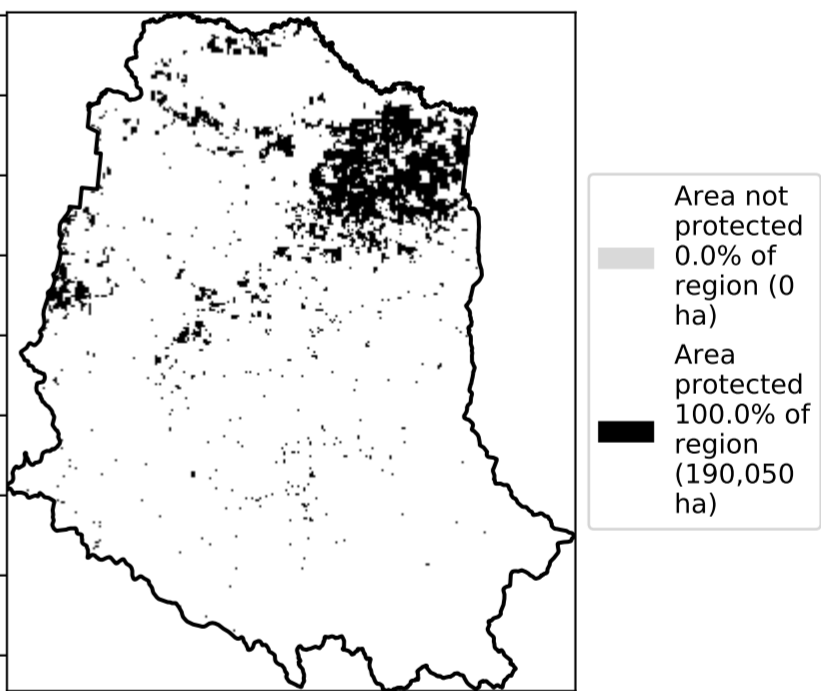 Area not
protected
0.0% of
region (0
ha)
Area
protected
100.0% of
region
(190,050
ha)